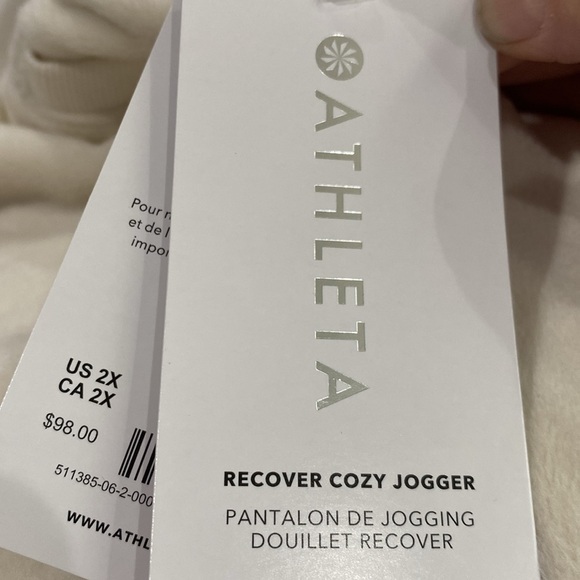 ATHLETA
RECOVER COZY JOGGER
PANTALON DE JOGGING
DOUILLET RECOVER
Pour
et de
US 2X
CA 2X
$98.00
511385-06-2-000
WWW.ATHL